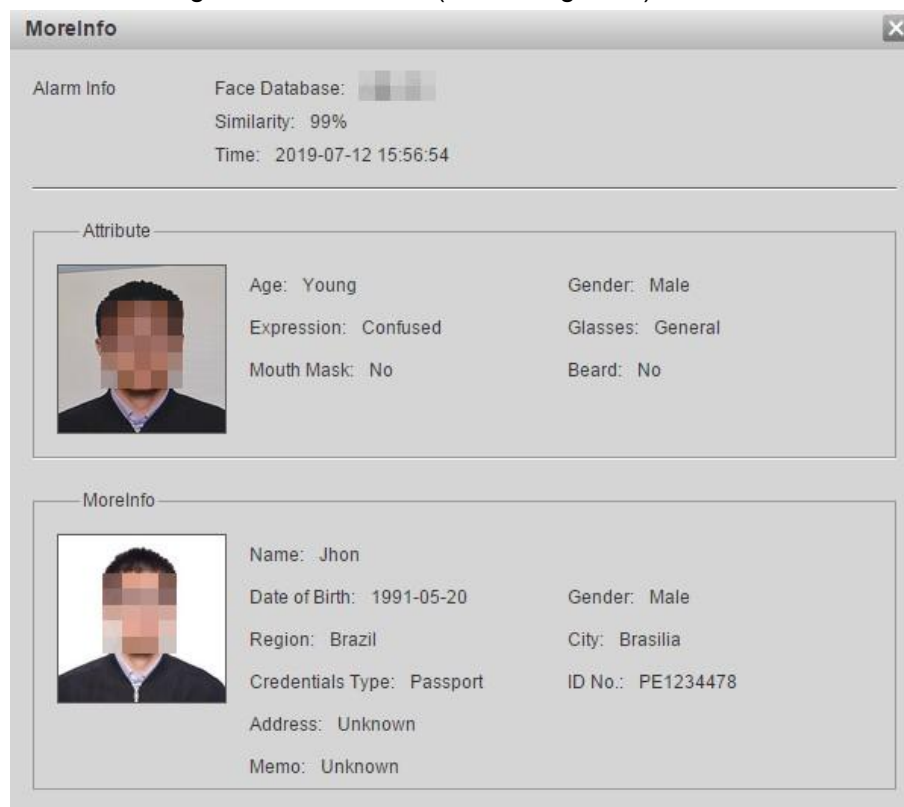 MoreInfo
Alarm Info
Face Database:
Similarity: 99%
Time: 2019-07-12 15:56:54
Attribute
Age: Young Gender: Male
Expression: Confused Glasses: General
Mouth Mask: No Beard: No
MoreInfo
Name: Jhon
Date of Birth: 1991-05-20 Gender: Male
Region: Brazil City: Brasilia
Credentials Type: Passport ID No.: PE1234478
Address: Unknown
Memo: Unknown